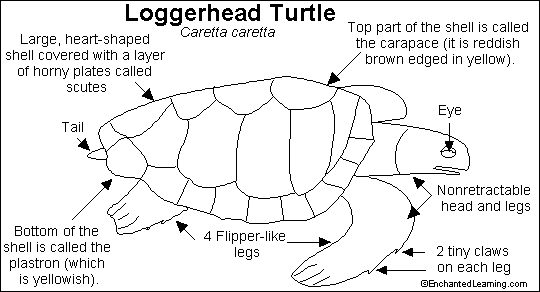 Loggerhead Turtle
Caretta caretta
Large, heart-shaped
shell covered with a layer
of horny plates called
scutes
Top part of the shell is called
the carapace (it is reddish
brown edged in yellow).
Tail
Eye
Nonretractable
head and legs
Bottom of the
shell is called the
plastron (which
is yellowish).
4 Flipper-like
legs
2 tiny claws
on each leg
©EnchantedLearning.com